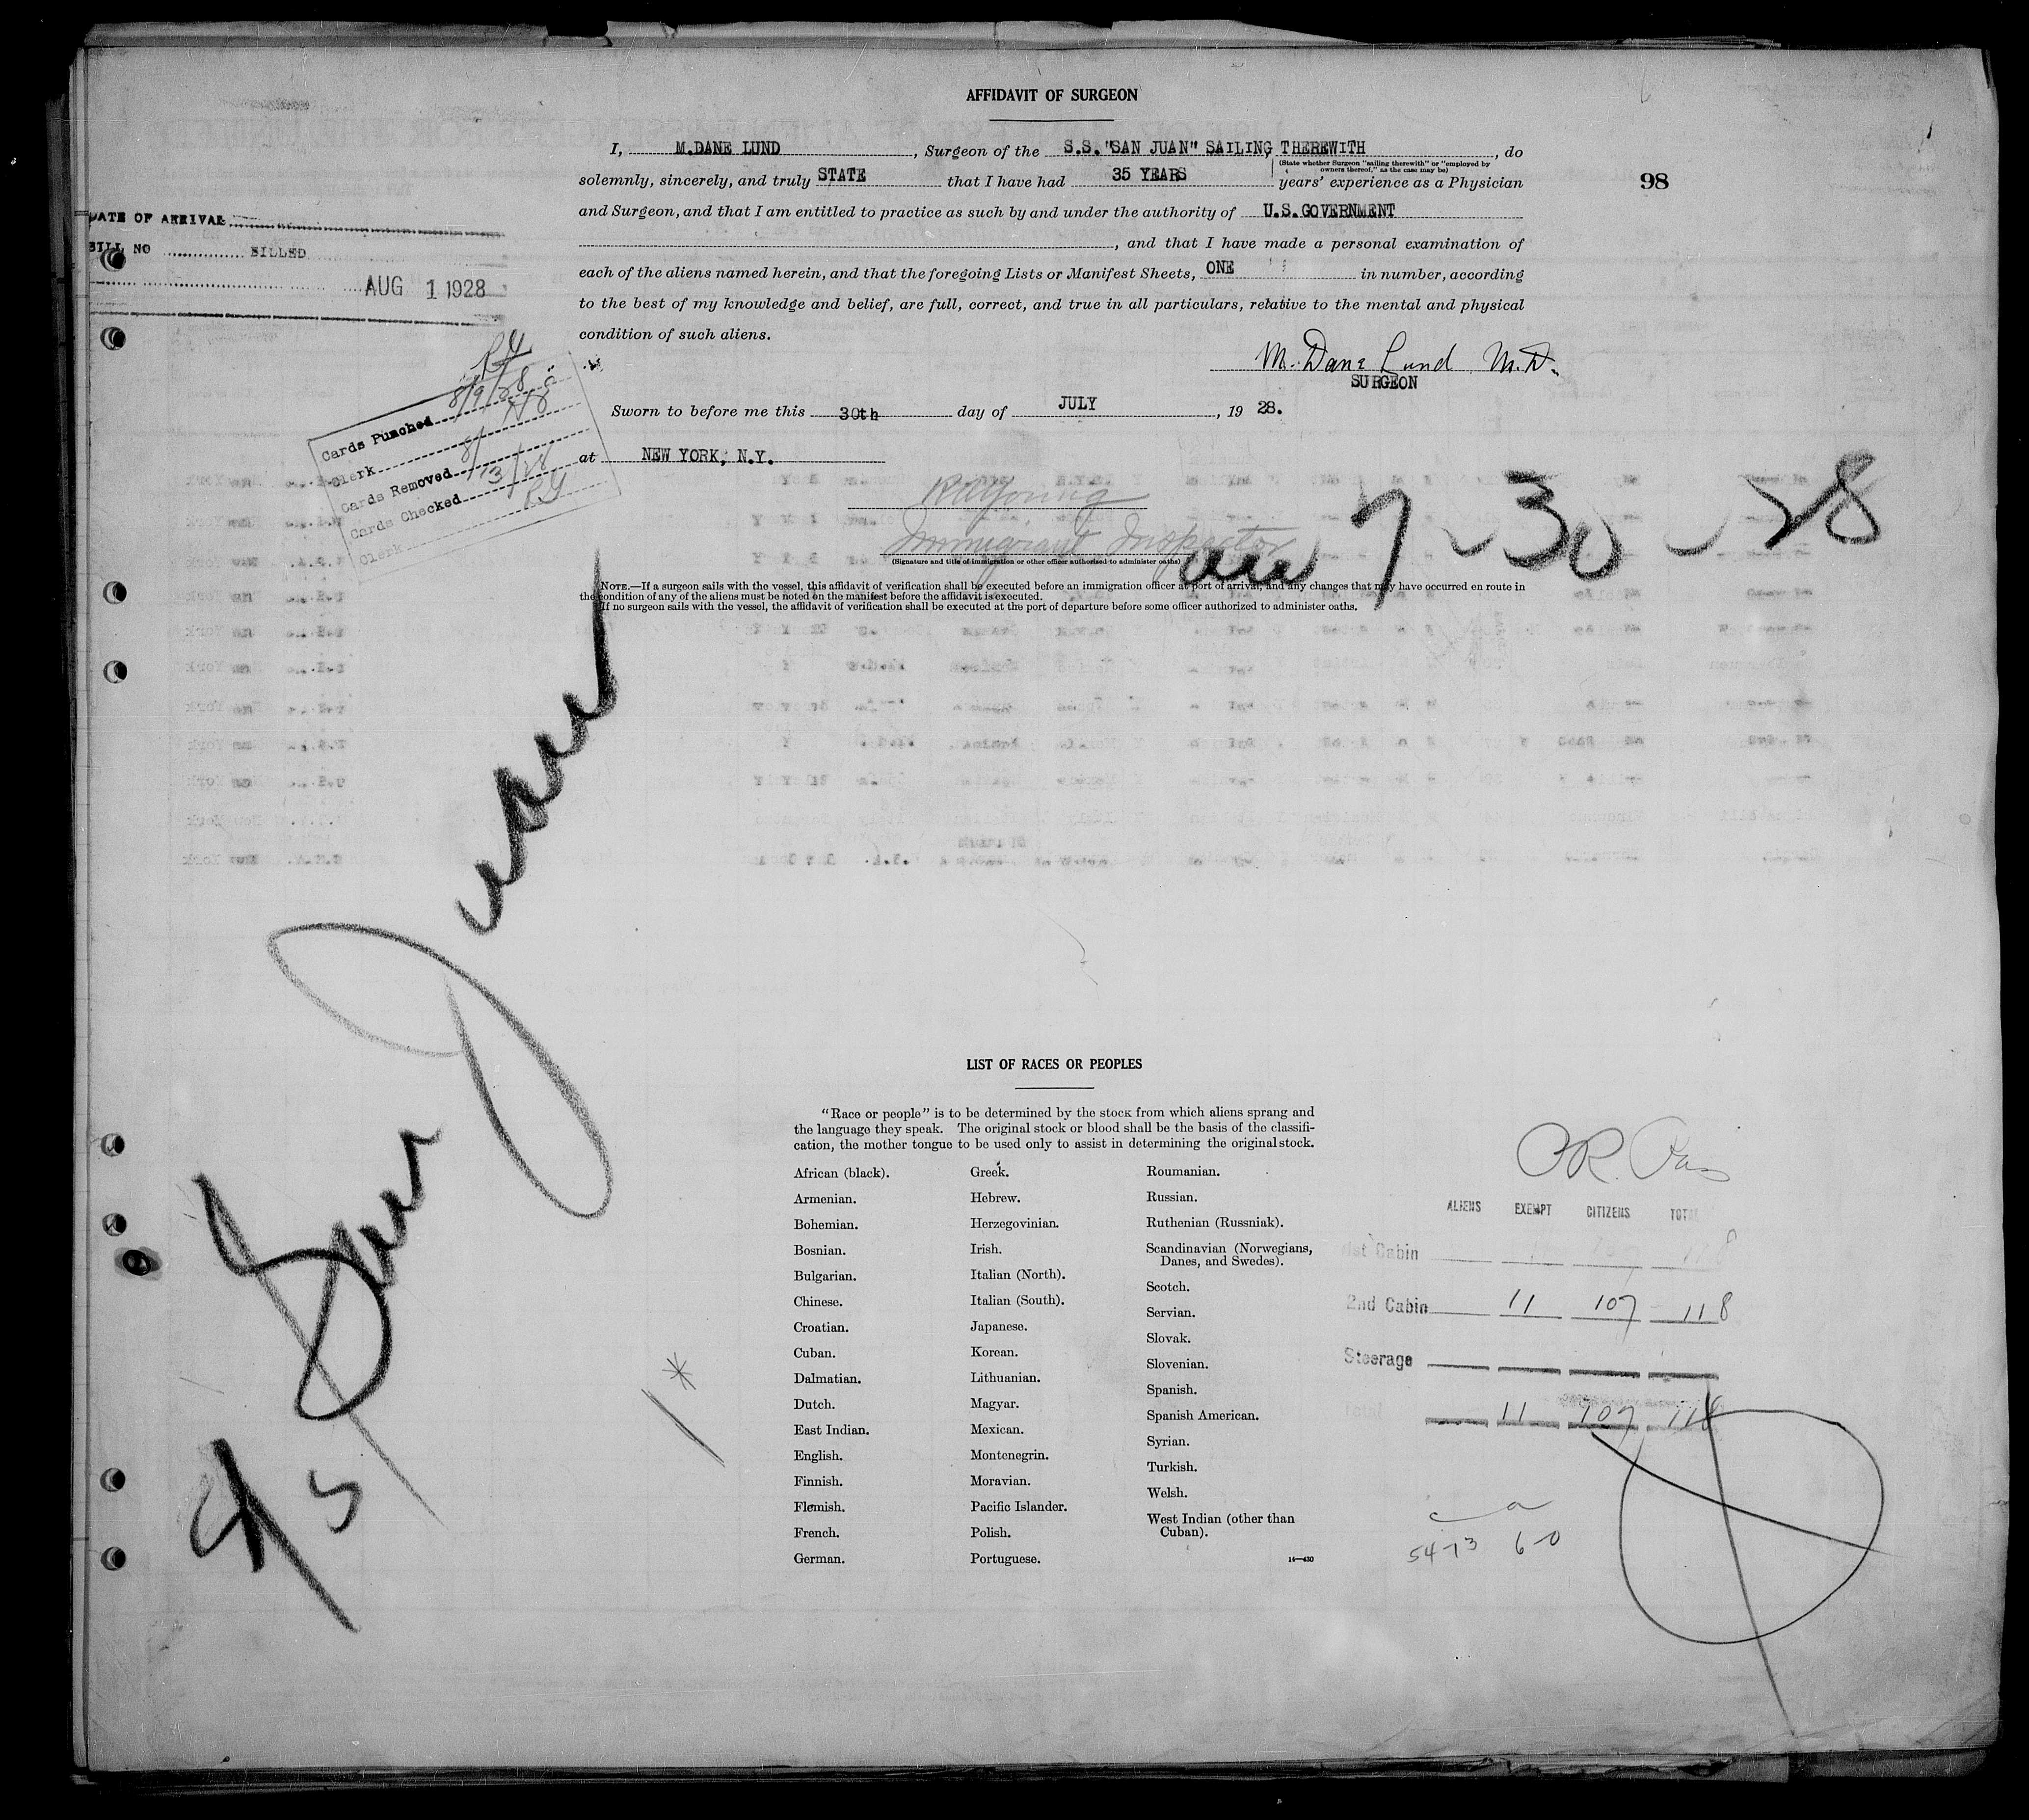 AFFIDAVIT OF SURGEON
I, M. DANE LUND, Surgeon of the S.S. "SAN JUAN" SAILING THEREWITH, do
(State whether Surgeon "sailing therewith" or "employed by owners thereof," as the case may be)
solemnly, sincerely, and truly STATE that I have had 35 YEARS years' experience as a Physician
98
and Surgeon, and that I am entitled to practice as such by and under the authority of U.S. GOVERNMENT
, and that I have made a personal examination of
each of the aliens named herein, and that the foregoing Lists or Manifest Sheets, ONE in number, according
to the best of my knowledge and belief, are full, correct, and true in all particulars, relative to the mental and physical
condition of such aliens.
M. Dane Lund M.D.
SURGEON
Sworn to before me this 30th day of JULY, 19 28.
at NEW YORK, N.Y.
DATE OF ARRIVAL
BILL NO BILLED
AUG 1 1928
Cards Punched 8/9/28
Clerk
Cards Removed 8/
Cards Checked 13/28
Clerk
RAYoung
Immigrant Inspector
(Signature and title of immigration or other officer authorized to administer oaths)
arr 7-30-28
NOTE.—If a surgeon sails with the vessel, this affidavit of verification shall be executed before an immigration officer at port of arrival, and any changes that may have occurred en route in
the condition of any of the aliens must be noted on the manifest before the affidavit is executed.
If no surgeon sails with the vessel, the affidavit of verification shall be executed at the port of departure before some officer authorized to administer oaths.
San Juan
LIST OF RACES OR PEOPLES
"Race or people" is to be determined by the stock from which aliens sprang and
the language they speak. The original stock or blood shall be the basis of the classifi-
cation, the mother tongue to be used only to assist in determining the original stock.
African (black).
Armenian.
Bohemian.
Bosnian.
Bulgarian.
Chinese.
Croatian.
Cuban.
Dalmatian.
Dutch.
East Indian.
English.
Finnish.
Flemish.
French.
German.
Greek.
Hebrew.
Herzegovinian.
Irish.
Italian (North).
Italian (South).
Japanese.
Korean.
Lithuanian.
Magyar.
Mexican.
Montenegrin.
Moravian.
Pacific Islander.
Polish.
Portuguese.
Roumanian.
Russian.
Ruthenian (Russniak).
Scandinavian (Norwegians,
Danes, and Swedes).
Scotch.
Servian.
Slovak.
Slovenian.
Spanish.
Spanish American.
Syrian.
Turkish.
Welsh.
West Indian (other than
Cuban).
14—430
ALIENS EXEMPT CITIZENS TOTAL
1st Cabin
2nd Cabin 11 107 118
Steerage
Total 11 107 118
54-13 6-0